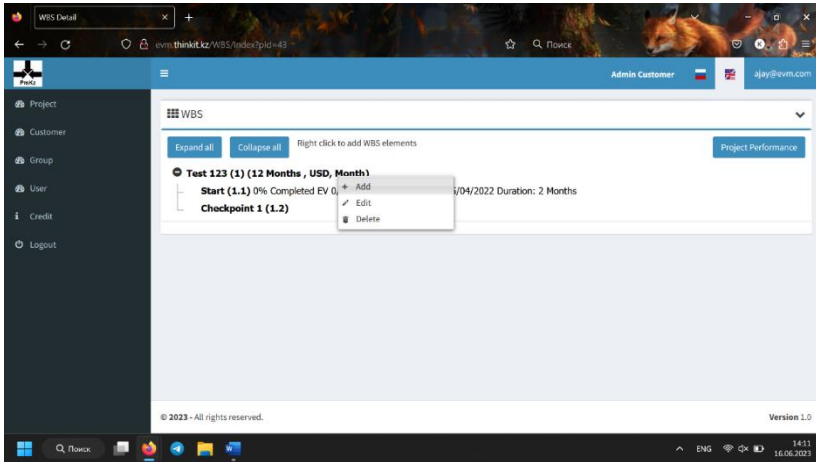 WBS Detail
evm.thinkit.kz/WBS/Index?pId=43
Поиск
Admin Customer
ajay@evm.com
Project
Customer
Group
User
Credit
Logout
WBS
Expand all
Collapse all
Right click to add WBS elements
Project Performance
Test 123 (1) (12 Months , USD, Month)
Start (1.1) 0% Completed EV 0 /04/2022 Duration: 2 Months
Checkpoint 1 (1.2)
Add
Edit
Delete
© 2023 - All rights reserved.
Version 1.0
Поиск
ENG
14:11
16.06.2023